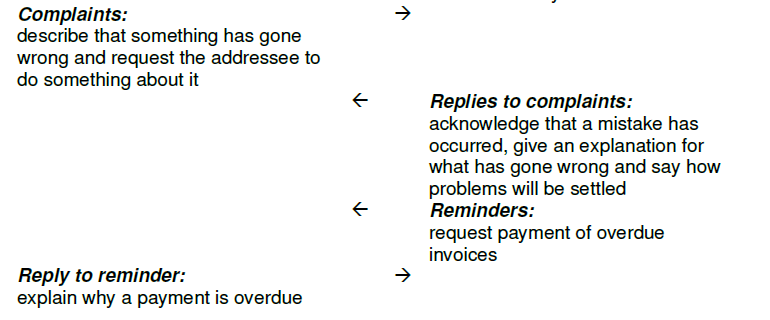 Complaints: →
describe that something has gone
wrong and request the addressee to
do something about it
← Replies to complaints:
acknowledge that a mistake has
occurred, give an explanation for
what has gone wrong and say how
problems will be settled
← Reminders:
request payment of overdue
invoices
Reply to reminder: →
explain why a payment is overdue